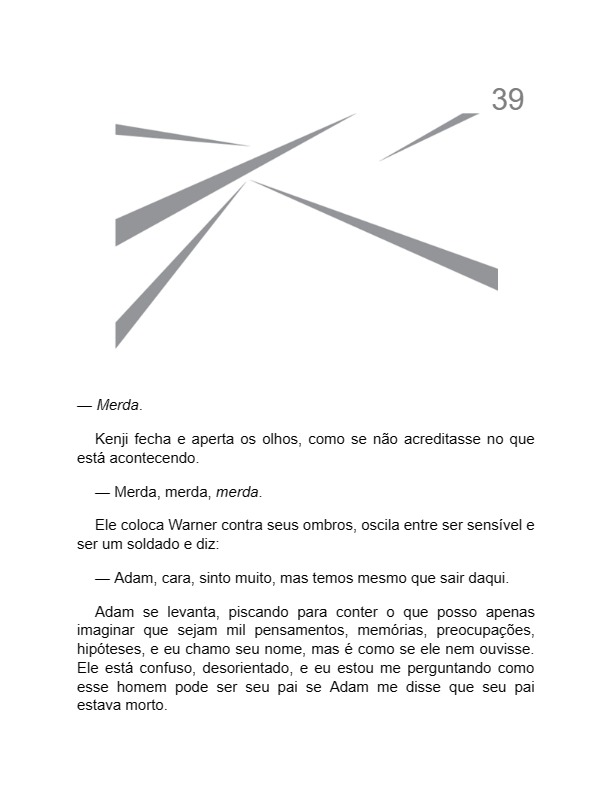 39
— Merda.
Kenji fecha e aperta os olhos, como se não acreditasse no que
está acontecendo.
— Merda, merda, merda.
Ele coloca Warner contra seus ombros, oscila entre ser sensível e
ser um soldado e diz:
— Adam, cara, sinto muito, mas temos mesmo que sair daqui.
Adam se levanta, piscando para conter o que posso apenas
imaginar que sejam mil pensamentos, memórias, preocupações,
hipóteses, e eu chamo seu nome, mas é como se ele nem ouvisse.
Ele está confuso, desorientado, e eu estou me perguntando como
esse homem pode ser seu pai se Adam me disse que seu pai
estava morto.